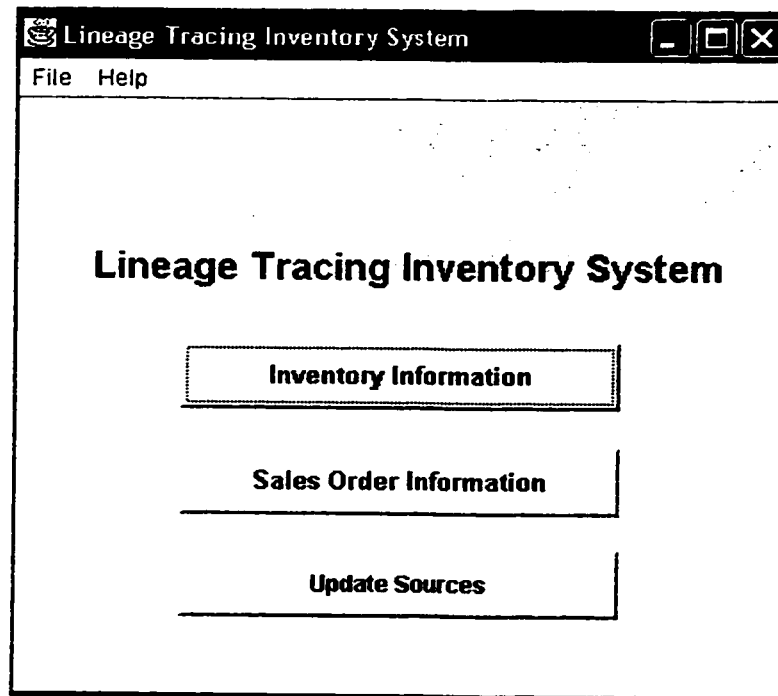 Lineage Tracing Inventory System
File Help
Lineage Tracing Inventory System
Inventory Information
Sales Order Information
Update Sources